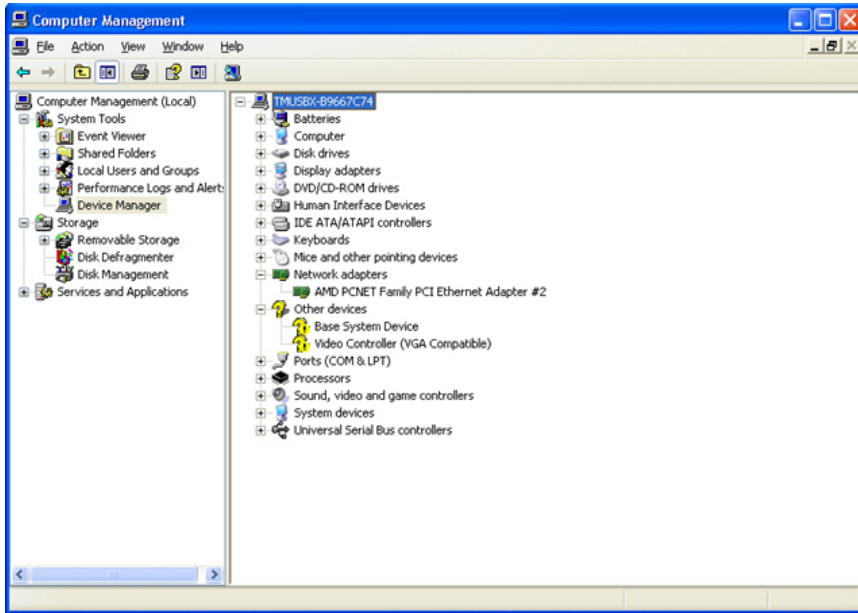 Computer Management
File Action View Window Help
Computer Management (Local)
System Tools
Event Viewer
Shared Folders
Local Users and Groups
Performance Logs and Alert:
Device Manager
Storage
Removable Storage
Disk Defragmenter
Disk Management
Services and Applications
TMUSBX-B9667C74
Batteries
Computer
Disk drives
Display adapters
DVD/CD-ROM drives
Human Interface Devices
IDE ATA/ATAPI controllers
Keyboards
Mice and other pointing devices
Network adapters
AMD PCNET Family PCI Ethernet Adapter #2
Other devices
Base System Device
Video Controller (VGA Compatible)
Ports (COM & LPT)
Processors
Sound, video and game controllers
System devices
Universal Serial Bus controllers